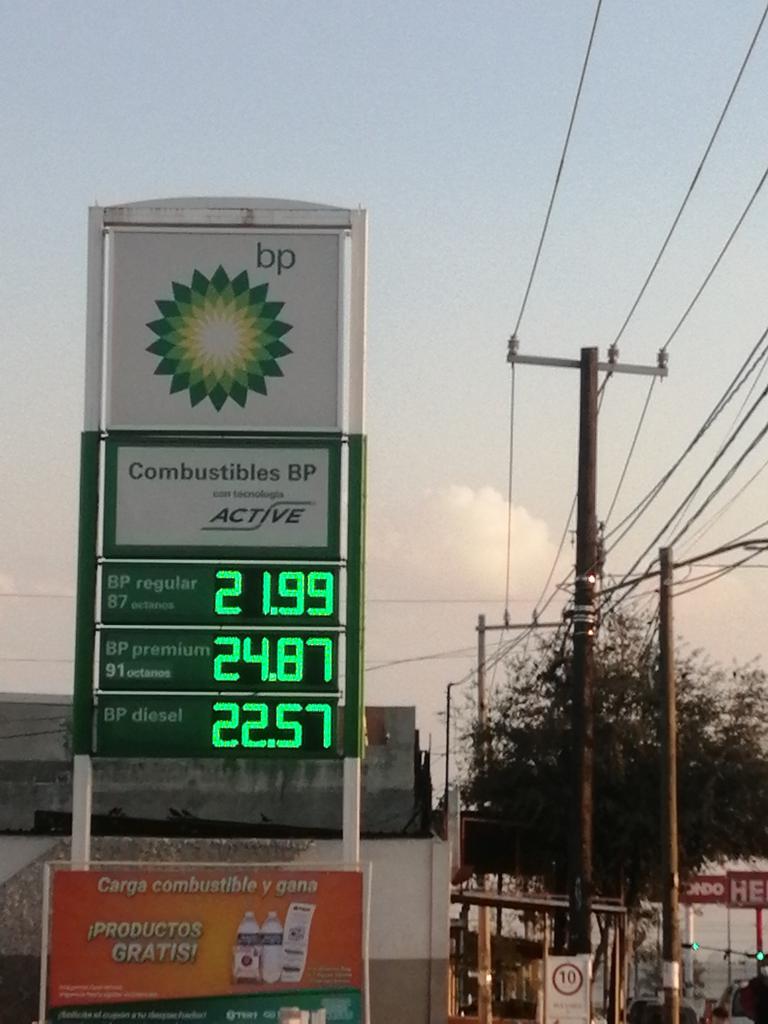 bp
Combustibles BP
con tecnología
ACTIVE
BP regular 21.99
87 octanos
BP premium 24.87
91 octanos
BP diesel 22.57
Carga combustible y gana
¡PRODUCTOS
GRATIS!
10
HE